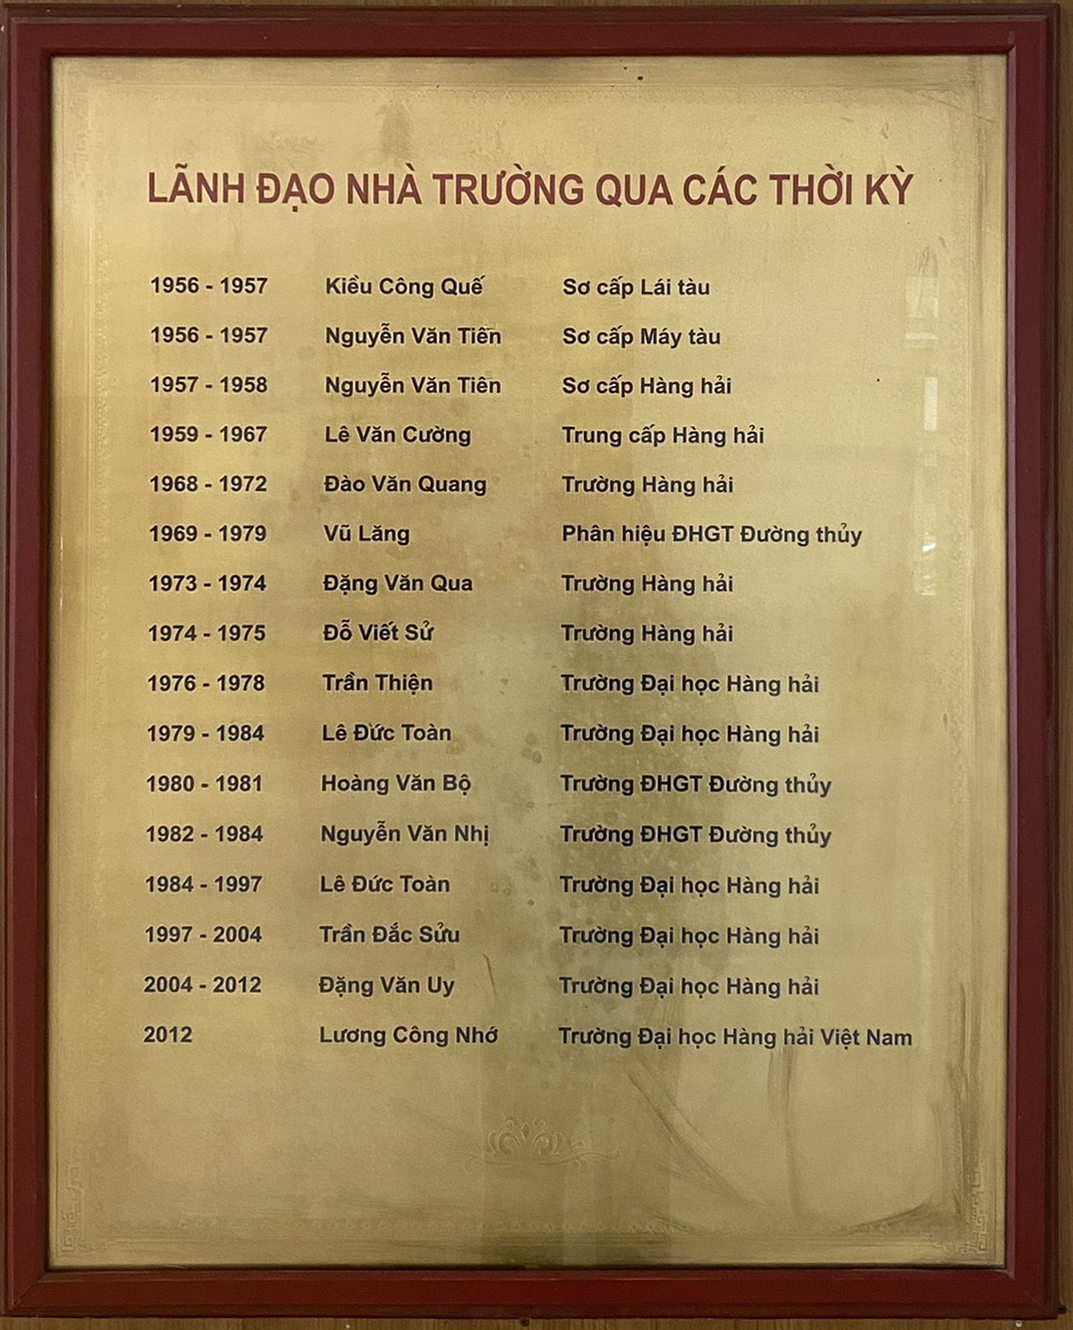 LÃNH ĐẠO NHÀ TRƯỜNG QUA CÁC THỜI KỲ
1956 - 1957 Kiều Công Quế Sơ cấp Lái tàu
1956 - 1957 Nguyễn Văn Tiến Sơ cấp Máy tàu
1957 - 1958 Nguyễn Văn Tiên Sơ cấp Hàng hải
1959 - 1967 Lê Văn Cường Trung cấp Hàng hải
1968 - 1972 Đào Văn Quang Trường Hàng hải
1969 - 1979 Vũ Lăng Phân hiệu ĐHGT Đường thủy
1973 - 1974 Đặng Văn Qua Trường Hàng hải
1974 - 1975 Đỗ Viết Sử Trường Hàng hải
1976 - 1978 Trần Thiện Trường Đại học Hàng hải
1979 - 1984 Lê Đức Toàn Trường Đại học Hàng hải
1980 - 1981 Hoàng Văn Bộ Trường ĐHGT Đường thủy
1982 - 1984 Nguyễn Văn Nhị Trường ĐHGT Đường thủy
1984 - 1997 Lê Đức Toàn Trường Đại học Hàng hải
1997 - 2004 Trần Đắc Sửu Trường Đại học Hàng hải
2004 - 2012 Đặng Văn Uy Trường Đại học Hàng hải
2012 Lương Công Nhớ Trường Đại học Hàng hải Việt Nam